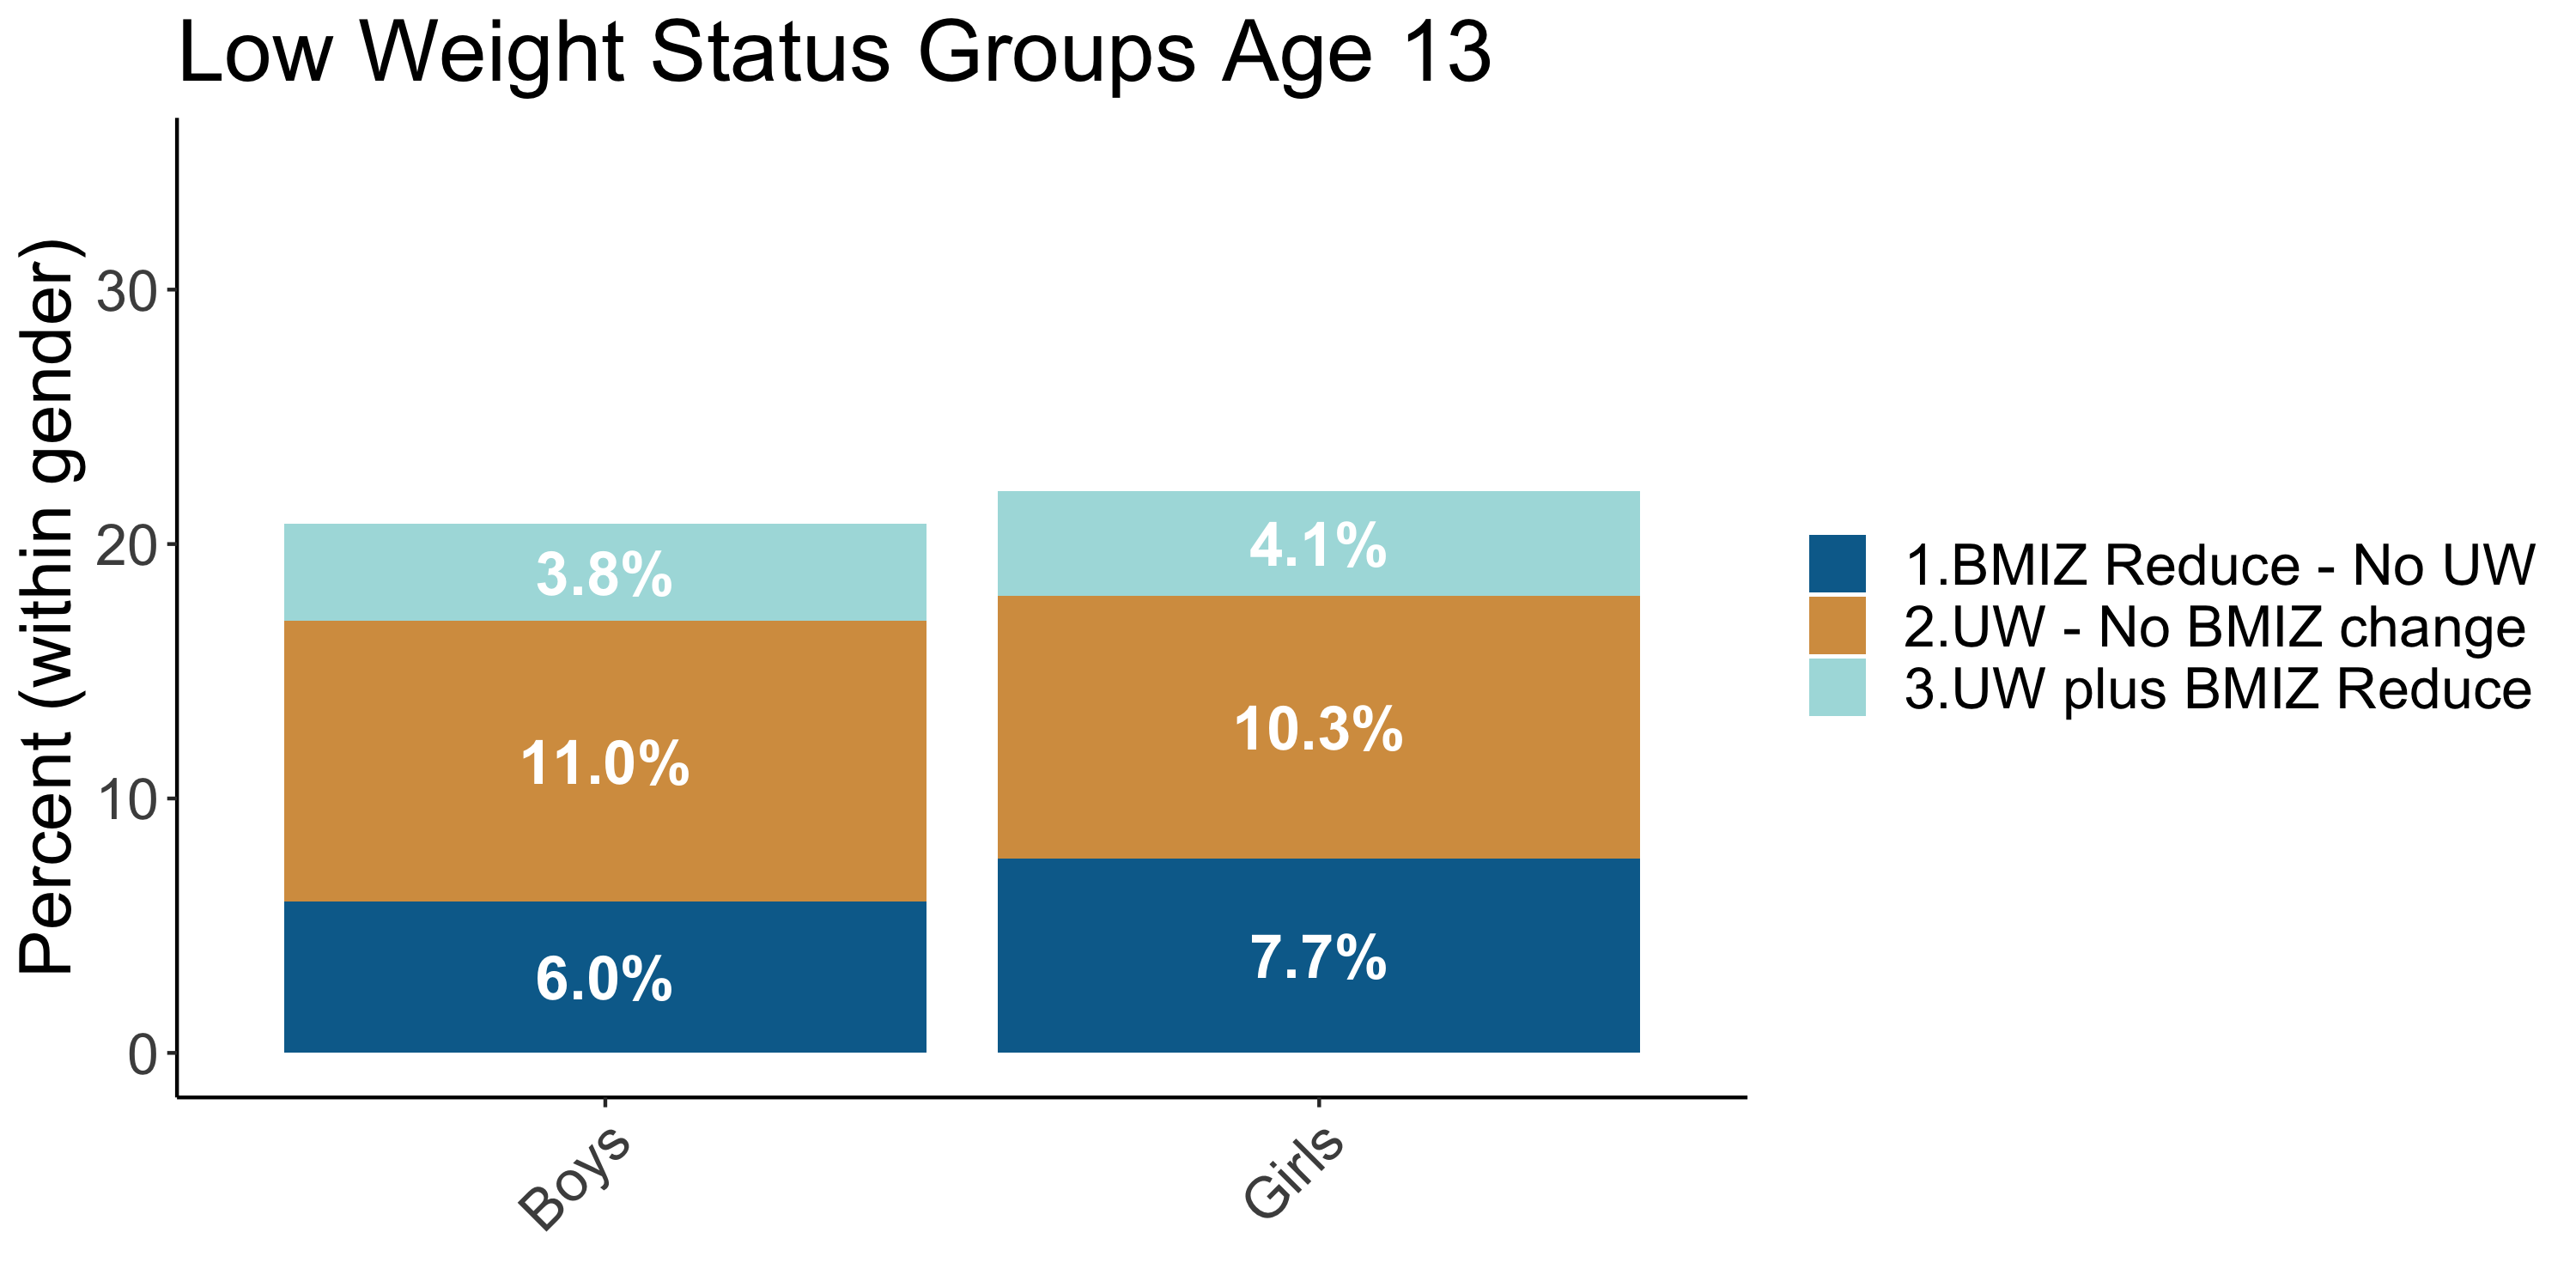 Low Weight Status Groups Age 13
Percent (within gender)
30
20
10
0
3.8%
11.0%
6.0%
4.1%
10.3%
7.7%
Boys
Girls
1.BMIZ Reduce - No UW
2.UW - No BMIZ change
3.UW plus BMIZ Reduce